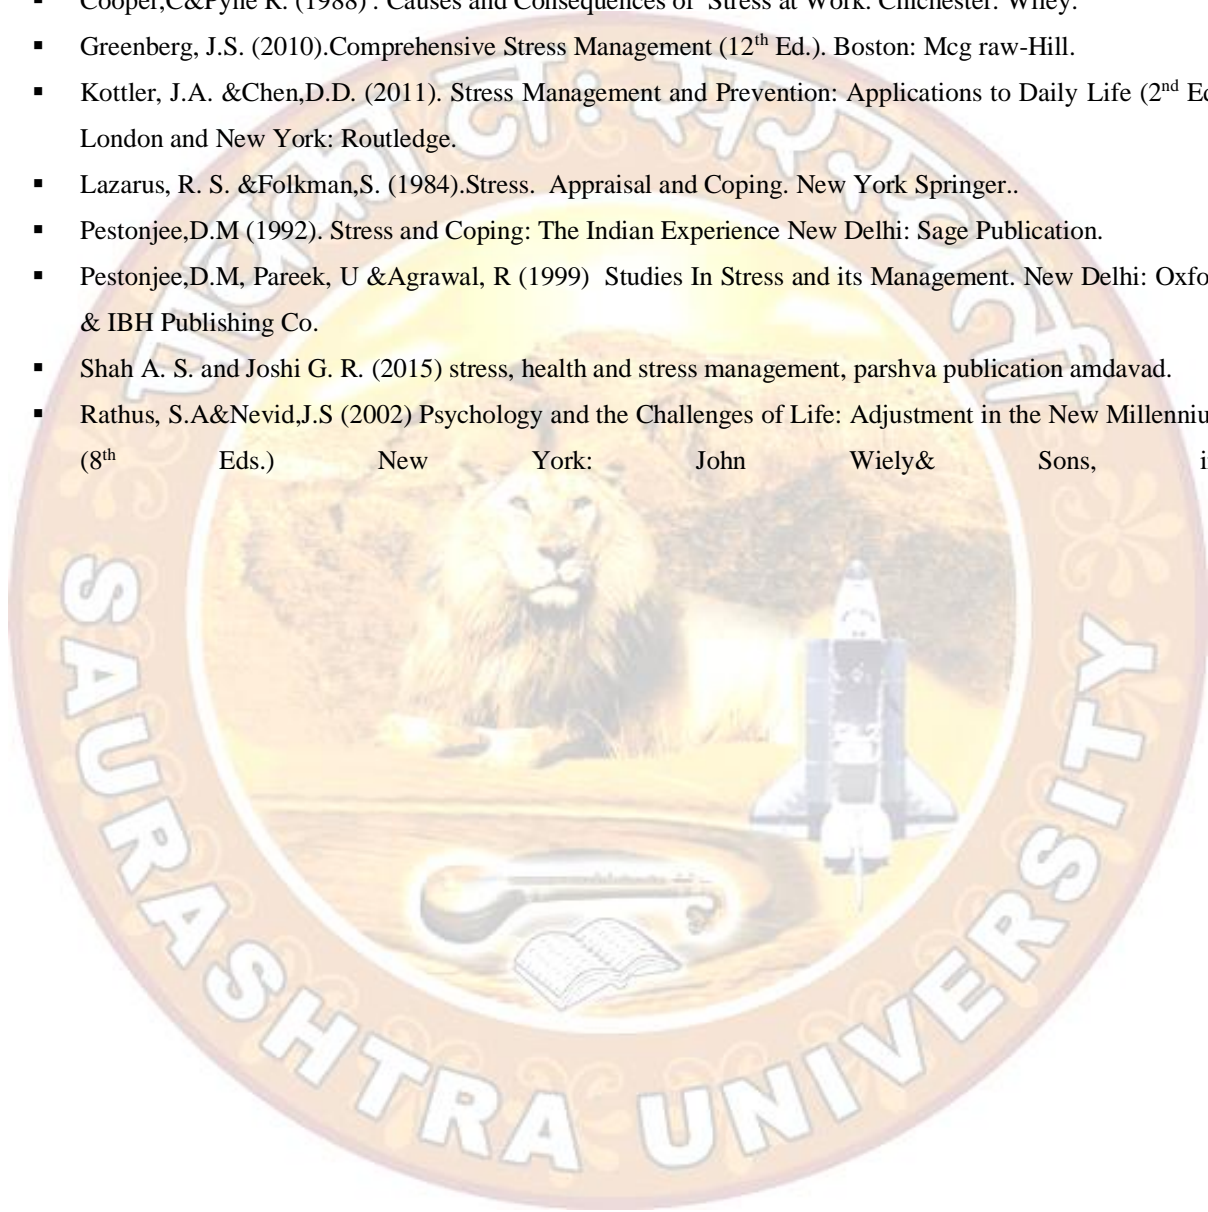 Cooper,C&Pyne R. (1988) . Causes and Consequences of Stress at Work. Chichester: Wiley.
▪ Greenberg, J.S. (2010).Comprehensive Stress Management (12th Ed.). Boston: Mcg raw-Hill.
▪ Kottler, J.A. &Chen,D.D. (2011). Stress Management and Prevention: Applications to Daily Life (2nd
London and New York: Routledge.
▪ Lazarus, R. S. &Folkman,S. (1984).Stress. Appraisal and Coping. New York Springer..
▪ Pestonjee,D.M (1992). Stress and Coping: The Indian Experience New Delhi: Sage Publication.
▪ Pestonjee,D.M, Pareek, U &Agrawal, R (1999) Studies In Stress and its Management. New Delhi:
& IBH Publishing Co.
▪ Shah A. S. and Joshi G. R. (2015) stress, health and stress management, parshva publication amdavad.
▪ Rathus, S.A&Nevid,J.S (2002) Psychology and the Challenges of Life: Adjustment in the New
(8th Eds.) New York: John Wiely& Sons,
SAURASHTRA UNIVERSITY